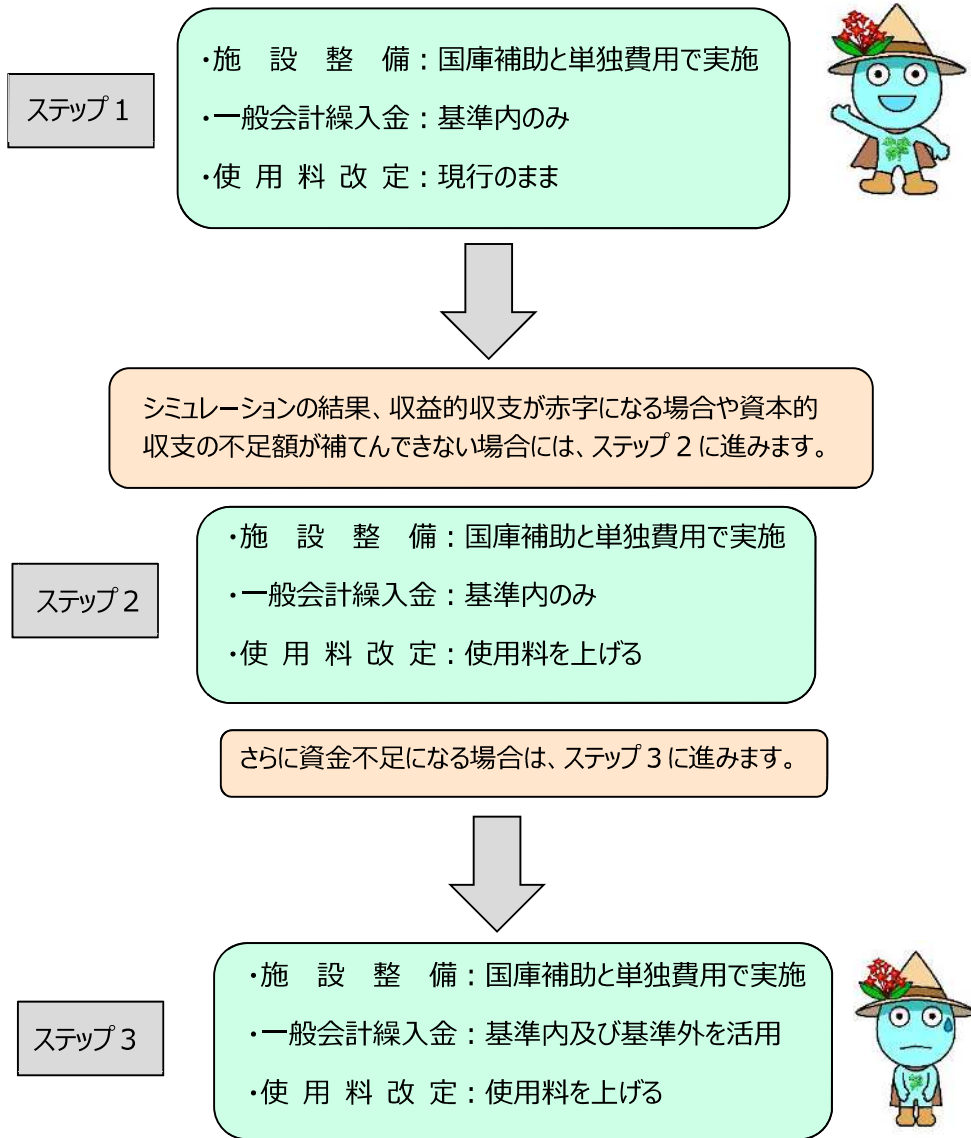 ステップ1
・施 設 整 備：国庫補助と単独費用で実施
・一般会計繰入金：基準内のみ
・使 用 料 改 定：現行のまま
シミュレーションの結果、収益的収支が赤字になる場合や資本的
収支の不足額が補てんできない場合には、ステップ2に進みます。
ステップ2
・施 設 整 備：国庫補助と単独費用で実施
・一般会計繰入金：基準内のみ
・使 用 料 改 定：使用料を上げる
さらに資金不足になる場合は、ステップ3に進みます。
ステップ3
・施 設 整 備：国庫補助と単独費用で実施
・一般会計繰入金：基準内及び基準外を活用
・使 用 料 改 定：使用料を上げる